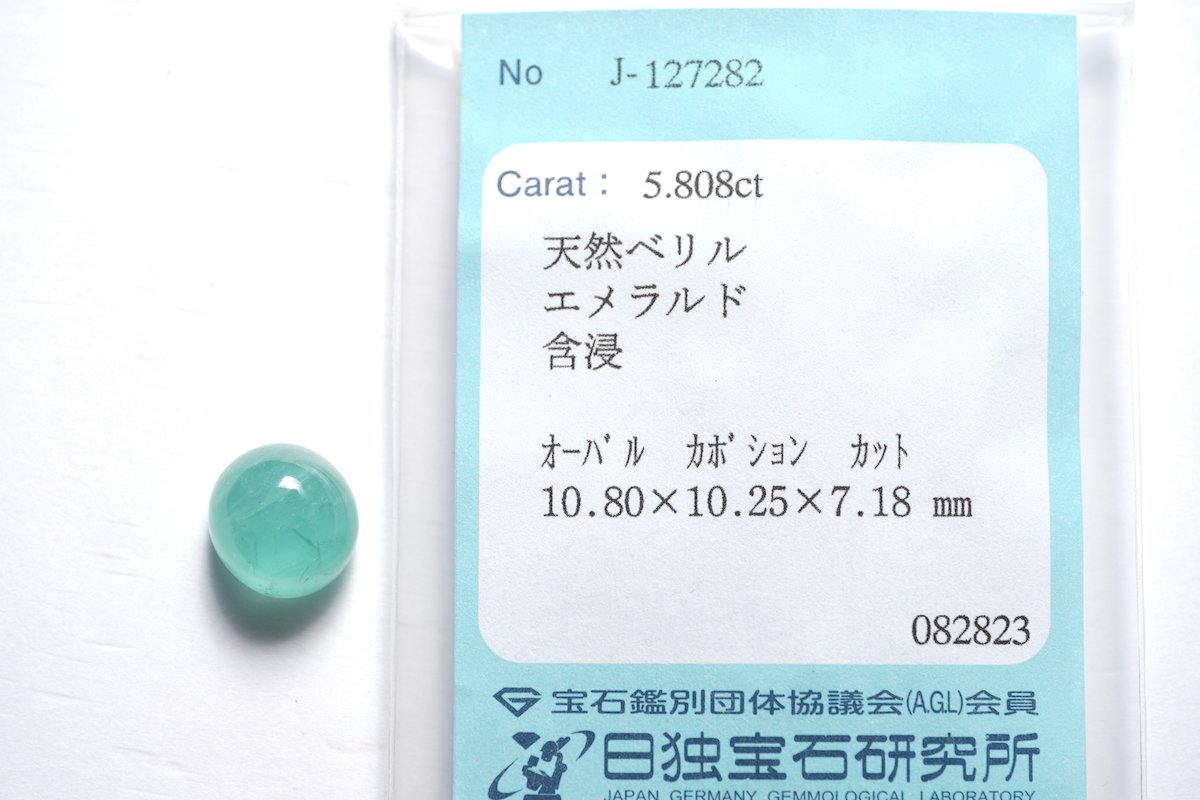 No J-127282
Carat: 5.808ct
天然ベリル
エメラルド
含浸
ｵｰﾊﾞﾙ ｶﾎﾞｼｮﾝ ｶｯﾄ
10.80×10.25×7.18 mm
082823
宝石鑑別団体協議会(A.G.L)会員
日独宝石研究所
JAPAN GERMANY GEMMOLOGICAL LABORATORY